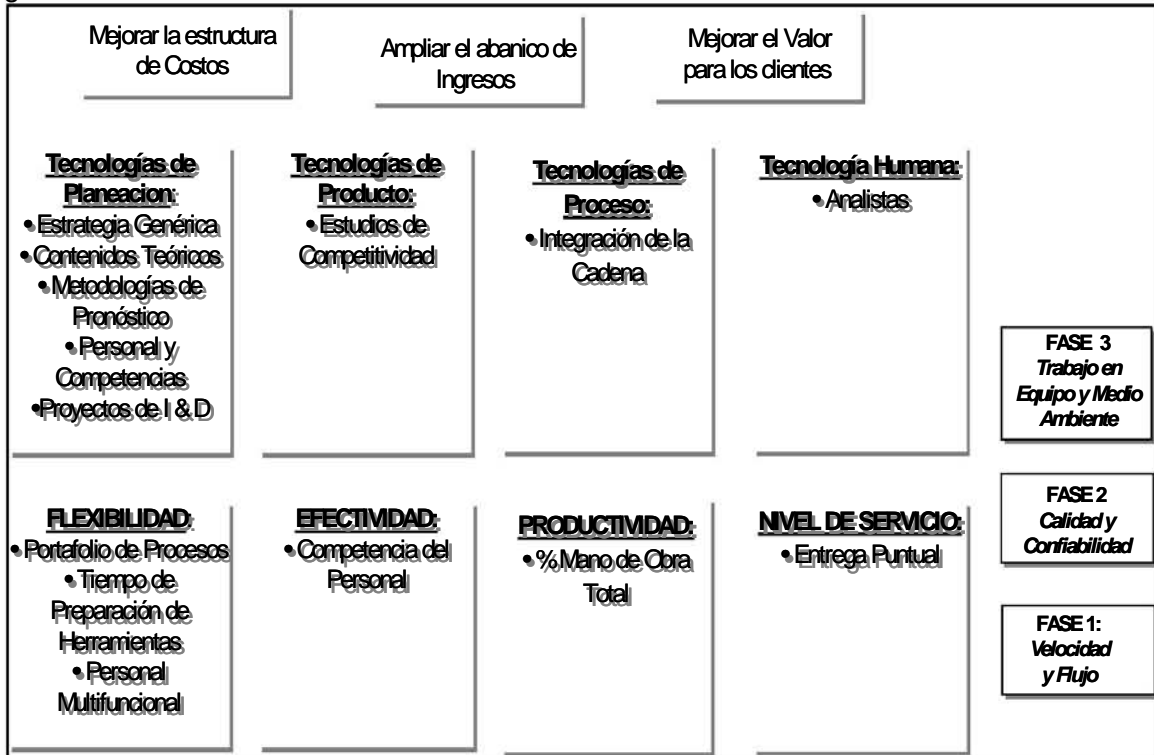 Mejorar la estructura
de Costos
Ampliar el abanico de
Ingresos
Mejorar el Valor
para los clientes
Tecnologías de
Planeacion:
• Estrategia Genérica
• Contenidos Teóricos
• Metodologías de
Pronóstico
• Personal y
Competencias
•Proyectos de I & D
Tecnologías de
Producto:
• Estudios de
Competitividad
Tecnologías de
Proceso:
• Integración de la
Cadena
Tecnología Humana:
• Analistas
FASE 3
Trabajo en
Equipo y Medio
Ambiente
FLEXIBILIDAD:
• Portafolio de Procesos
• Tiempo de
Preparación de
Herramientas
• Personal
Multifuncional
EFECTIVIDAD:
• Competencia del
Personal
PRODUCTIVIDAD:
• % Mano de Obra
Total
NIVEL DE SERVICIO:
• Entrega Puntual
FASE 2
Calidad y
Confiabilidad
FASE 1:
Velocidad
y Flujo